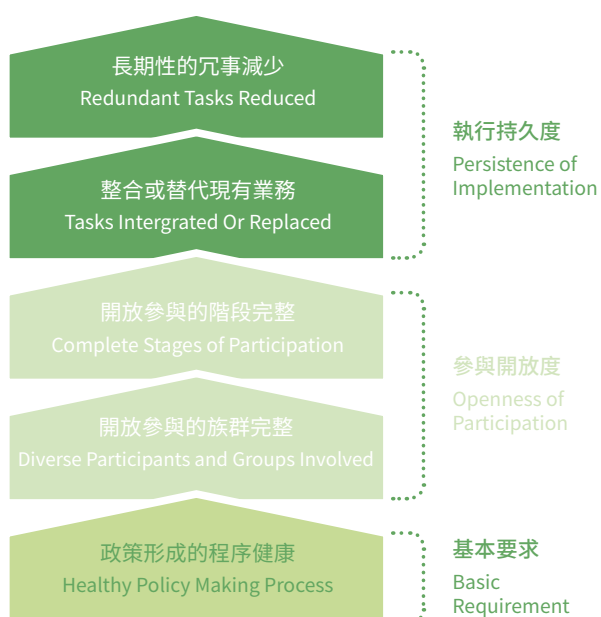 長期性的冗事減少
Redundant Tasks Reduced
執行持久度
Persistence of
Implementation
整合或替代現有業務
Tasks Intergrated Or Replaced
開放參與的階段完整
Complete Stages of Participation
參與開放度
Openness of
Participation
開放參與的族群完整
Diverse Participants and Groups Involved
政策形成的程序健康
Healthy Policy Making Process
基本要求
Basic
Requirement